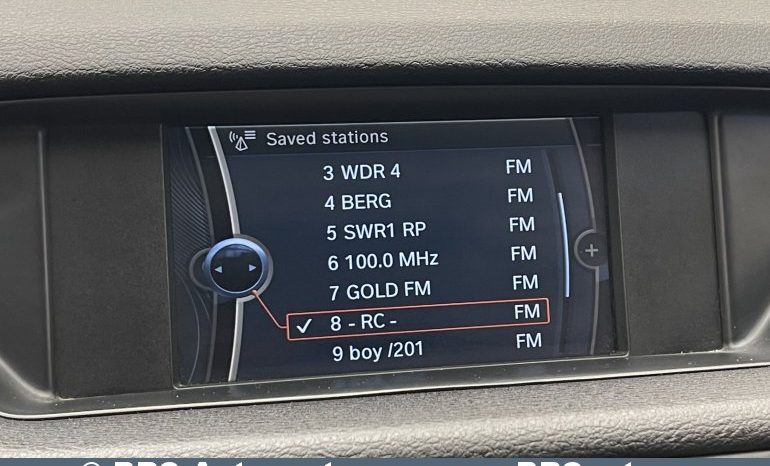 Saved stations
3 WDR 4 FM
4 BERG FM
5 SWR1 RP FM
6 100.0 MHz FM
7 GOLD FM FM
8 - RC - FM
9 boy /201 FM